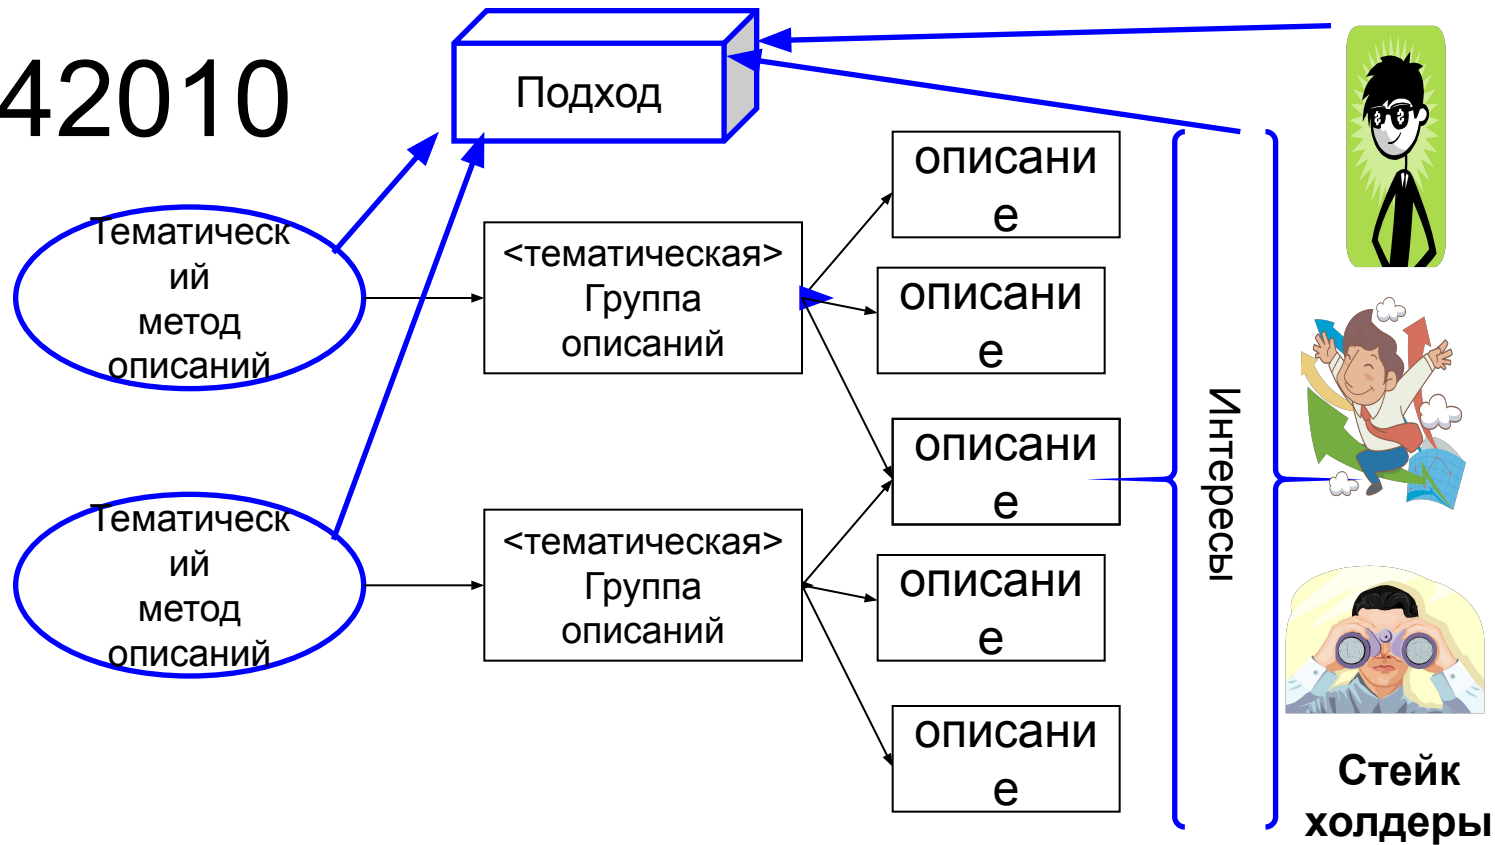 42010
Подход
Тематическ
ий
метод
описаний
<тематическая>
Группа
описаний
описани
е
описани
е
описани
е
Тематическ
ий
метод
описаний
<тематическая>
Группа
описаний
описани
е
описани
е
Интересы
Стейк
холдеры